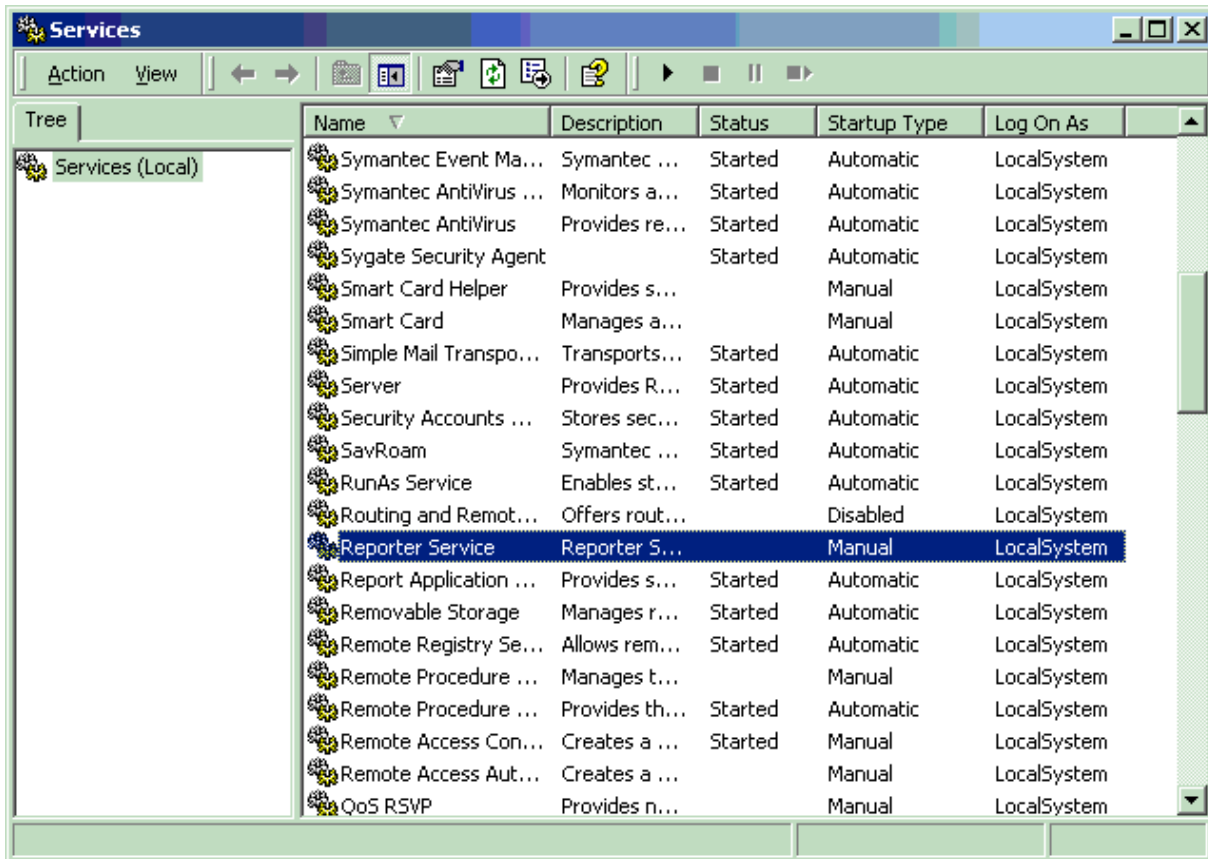 Services
Action View
Tree
Services (Local)
Name Description Status Startup Type Log On As
Symantec Event Ma... Symantec ... Started Automatic LocalSystem
Symantec AntiVirus ... Monitors a... Started Automatic LocalSystem
Symantec AntiVirus Provides re... Started Automatic LocalSystem
Sygate Security Agent Started Automatic LocalSystem
Smart Card Helper Provides s... Manual LocalSystem
Smart Card Manages a... Manual LocalSystem
Simple Mail Transpo... Transports... Started Automatic LocalSystem
Server Provides R... Started Automatic LocalSystem
Security Accounts ... Stores sec... Started Automatic LocalSystem
SavRoam Symantec ... Started Automatic LocalSystem
RunAs Service Enables st... Started Automatic LocalSystem
Routing and Remot... Offers rout... Disabled LocalSystem
Reporter Service Reporter S... Manual LocalSystem
Report Application ... Provides s... Started Automatic LocalSystem
Removable Storage Manages r... Started Automatic LocalSystem
Remote Registry Se... Allows rem... Started Automatic LocalSystem
Remote Procedure ... Manages t... Manual LocalSystem
Remote Procedure ... Provides th... Started Automatic LocalSystem
Remote Access Con... Creates a ... Started Manual LocalSystem
Remote Access Aut... Creates a ... Manual LocalSystem
QoS RSVP Provides n... Manual LocalSystem